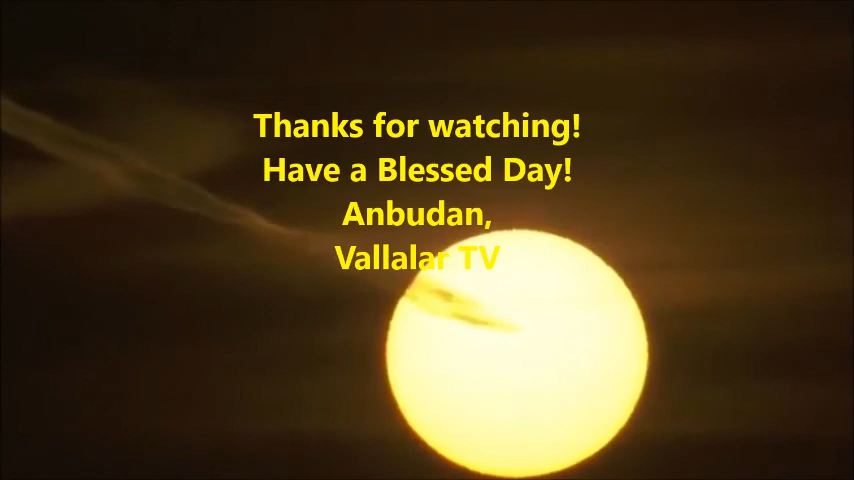 Thanks for watching!
Have a Blessed Day!
Anbudan,
Vallalar TV